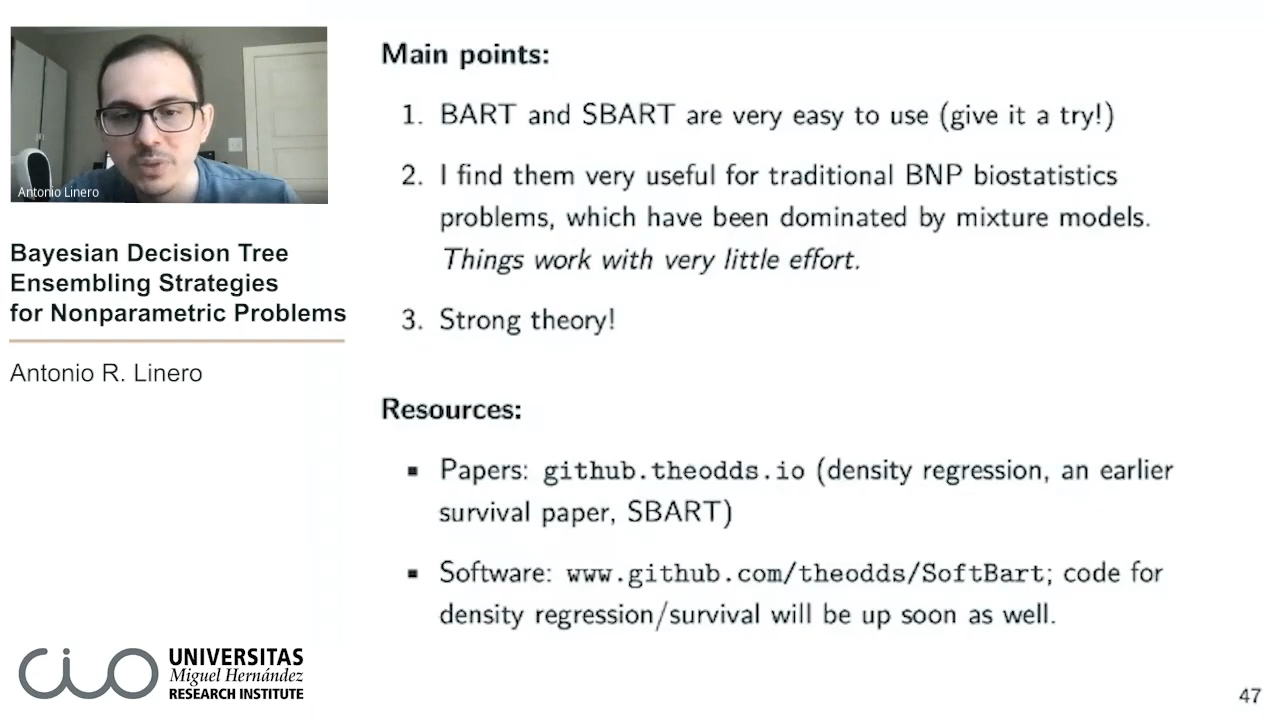 Antonio Linero
Bayesian Decision Tree
Ensembling Strategies
for Nonparametric Problems
Antonio R. Linero
Main points:
1. BART and SBART are very easy to use (give it a try!)
2. I find them very useful for traditional BNP biostatistics
problems, which have been dominated by mixture models.
Things work with very little effort.
3. Strong theory!
Resources:
▪ Papers: github.theodds.io (density regression, an earlier
survival paper, SBART)
▪ Software: www.github.com/theodds/SoftBart; code for
density regression/survival will be up soon as well.
CIO
UNIVERSITAS
Miguel Hernández
RESEARCH INSTITUTE
47